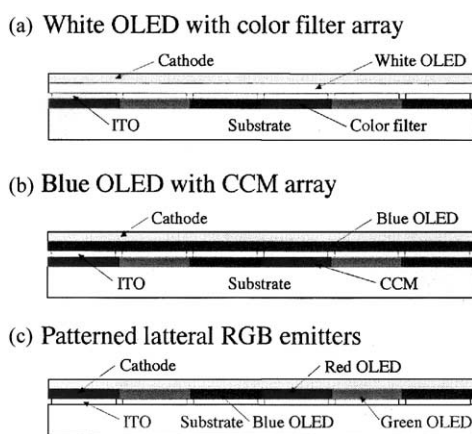 (a) White OLED with color filter array
Cathode White OLED
ITO Substrate Color filter
(b) Blue OLED with CCM array
Cathode Blue OLED
ITO Substrate CCM
(c) Patterned latteral RGB emitters
Cathode Red OLED
ITO Substrate Blue OLED Green OLED